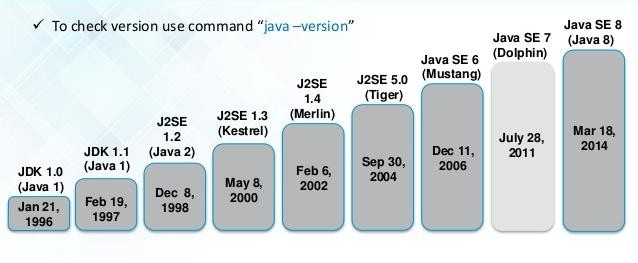 ✓ To check version use command “java –version”
JDK 1.0
(Java 1)
Jan 21,
1996
JDK 1.1
(Java 1)
Feb 19,
1997
J2SE
1.2
(Java 2)
Dec 8,
1998
J2SE 1.3
(Kestrel)
May 8,
2000
J2SE
1.4
(Merlin)
Feb 6,
2002
J2SE 5.0
(Tiger)
Sep 30,
2004
Java SE 6
(Mustang)
Dec 11,
2006
Java SE 7
(Dolphin)
July 28,
2011
Java SE 8
(Java 8)
Mar 18,
2014